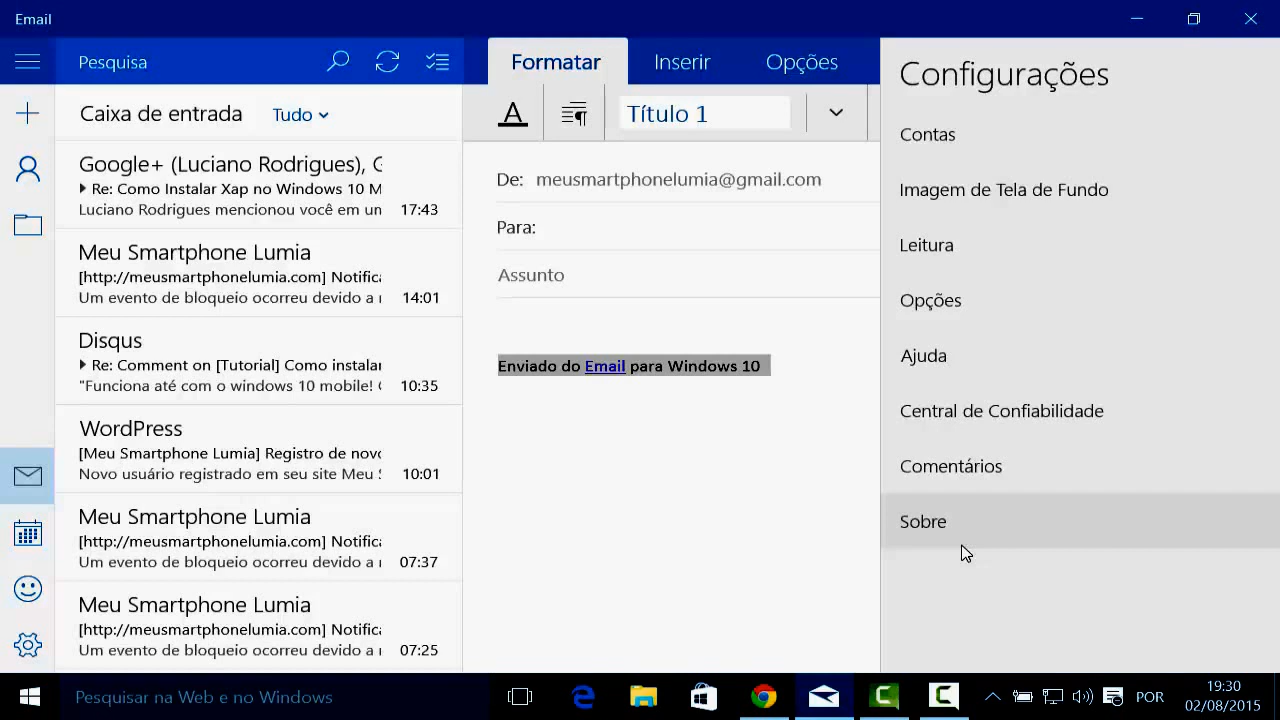 Email
Pesquisa
Caixa de entrada Tudo
Google+ (Luciano Rodrigues), G
Re: Como Instalar Xap no Windows 10 M
Luciano Rodrigues mencionou você em un 17:43
Meu Smartphone Lumia
[http://meusmartphonelumia.com] Notifica
Um evento de bloqueio ocorreu devido a 14:01
Disqus
Re: Comment on [Tutorial] Como instalar
"Funciona até com o windows 10 mobile! 10:35
WordPress
[Meu Smartphone Lumia] Registro de novo
Novo usuário registrado em seu site Meu S 10:01
Meu Smartphone Lumia
[http://meusmartphonelumia.com] Notifica
Um evento de bloqueio ocorreu devido a 07:37
Meu Smartphone Lumia
[http://meusmartphonelumia.com] Notifica
Um evento de bloqueio ocorreu devido a 07:25
Formatar Inserir Opções
A Título 1
De: meusmartphonelumia@gmail.com
Para:
Assunto
Enviado do Email para Windows 10
Configurações
Contas
Imagem de Tela de Fundo
Leitura
Opções
Ajuda
Central de Confiabilidade
Comentários
Sobre
Pesquisar na Web e no Windows
POR
19:30
02/08/2015